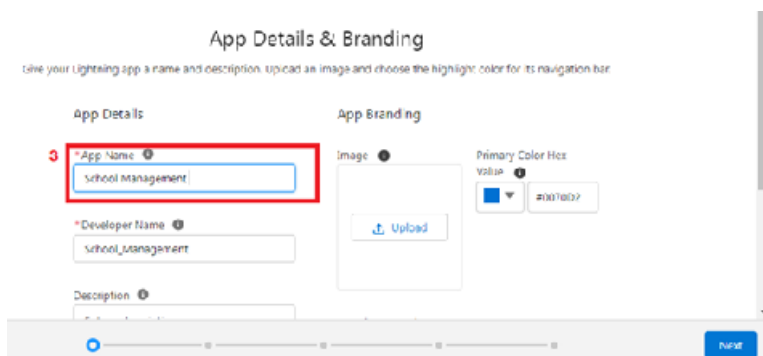 App Details & Branding
Give your Lightning app a name and description. Upload an image and choose the highlight color for its navigation bar.
App Details
App Branding
3
*App Name
School Management
Image
Primary Color Hex
Value
#0070D2
Upload
*Developer Name
School_Management
Description
Next